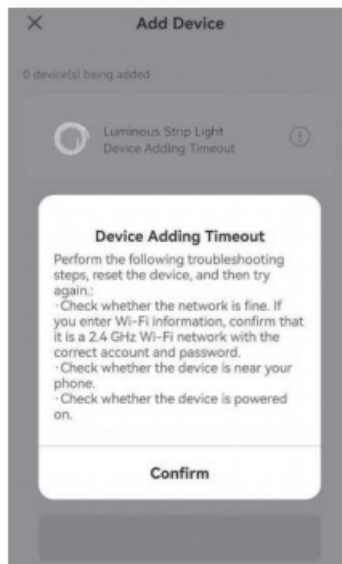 Add Device
0 device(s) being added
Luminous Strip Light
Device Adding Timeout
Device Adding Timeout
Perform the following troubleshooting
steps, reset the device, and then try
again.:
·Check whether the network is fine. If
you enter Wi-Fi information, confirm that
it is a 2.4 GHz Wi-Fi network with the
correct account and password.
·Check whether the device is near your
phone.
·Check whether the device is powered
on.
Confirm